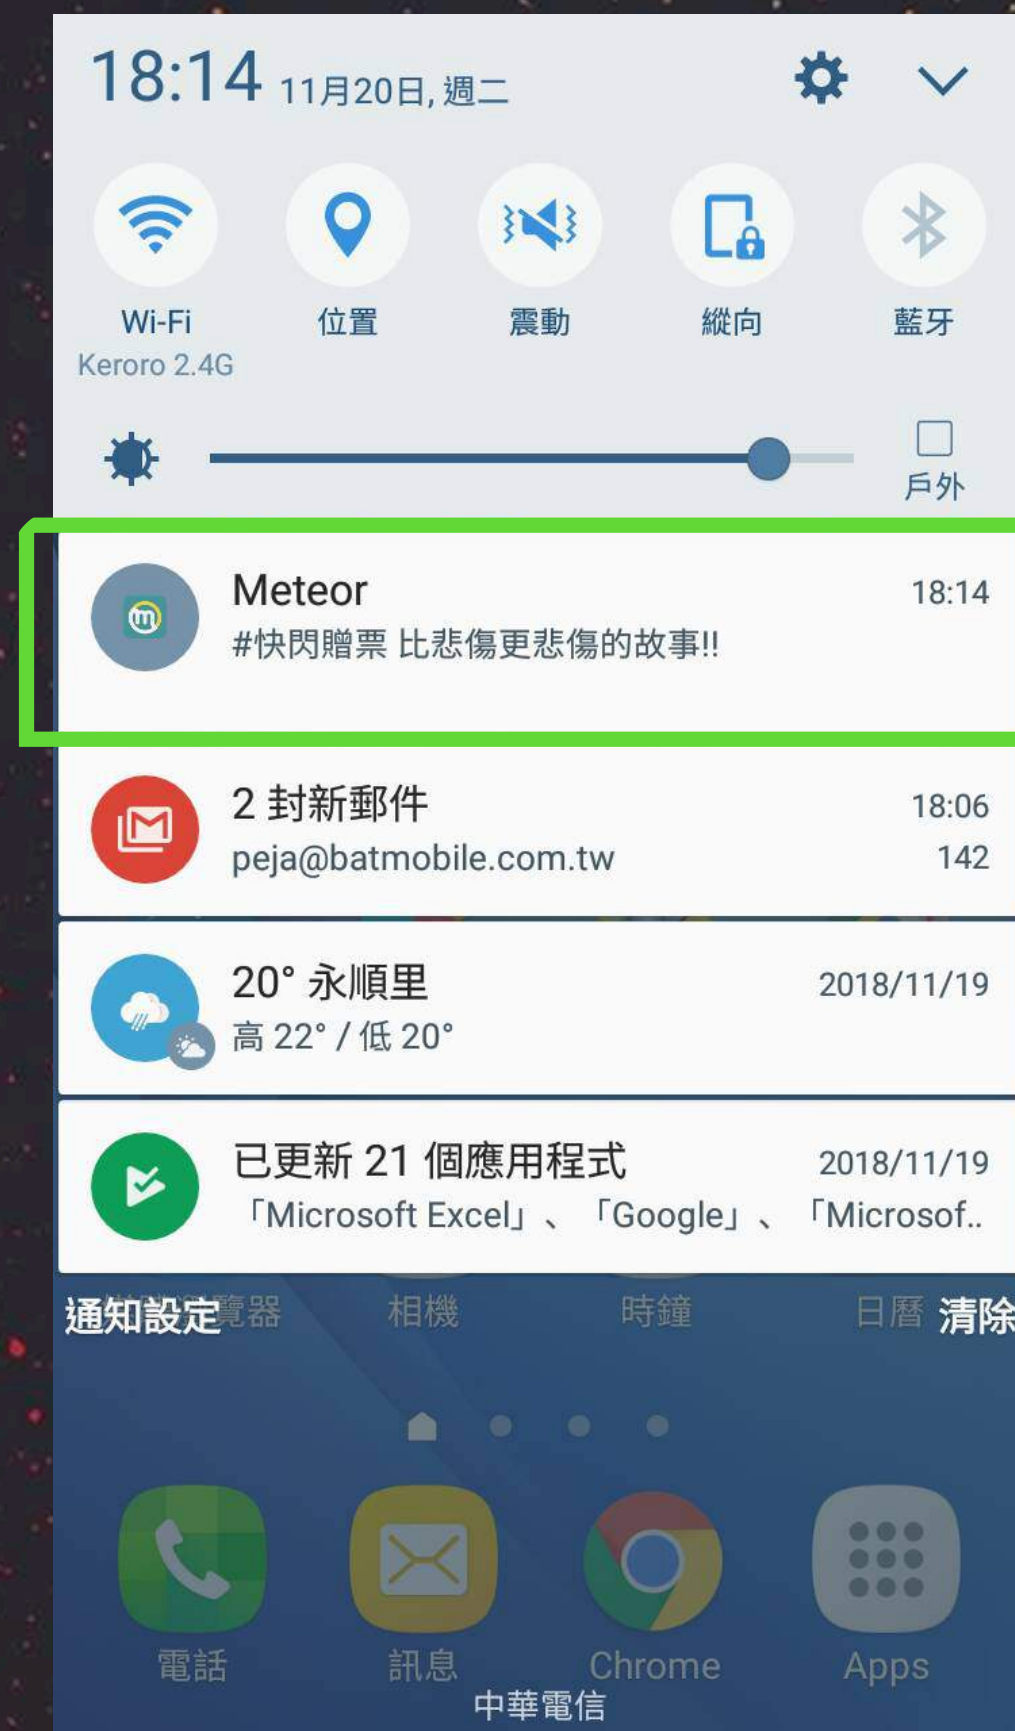 18:14 11月20日, 週二
Wi-Fi 位置 震動 縱向 藍牙
Keroro 2.4G
戶外
Meteor 18:14
#快閃贈票 比悲傷更悲傷的故事!!
2 封新郵件 18:06
peja@batmobile.com.tw 142
20° 永順里 2018/11/19
高 22° / 低 20°
已更新 21 個應用程式 2018/11/19
「Microsoft Excel」、「Google」、「Microsof..
通知設定 覽器 相機 時鐘 日曆 清除
電話 訊息 Chrome Apps
中華電信